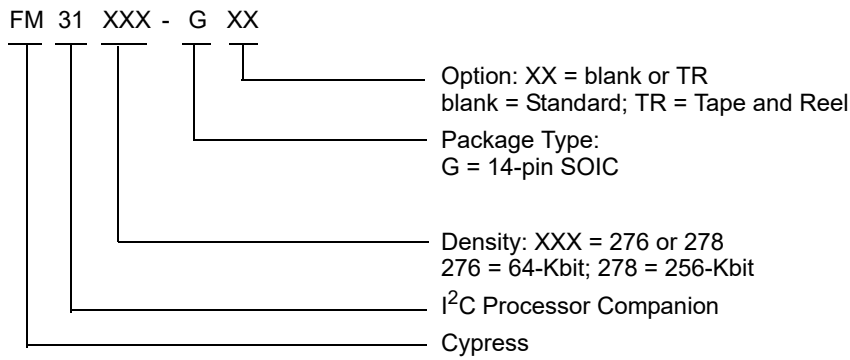 FM 31 XXX - G XX
Option: XX = blank or TR
blank = Standard; TR = Tape and Reel
Package Type:
G = 14-pin SOIC
Density: XXX = 276 or 278
276 = 64-Kbit; 278 = 256-Kbit
I²C Processor Companion
Cypress